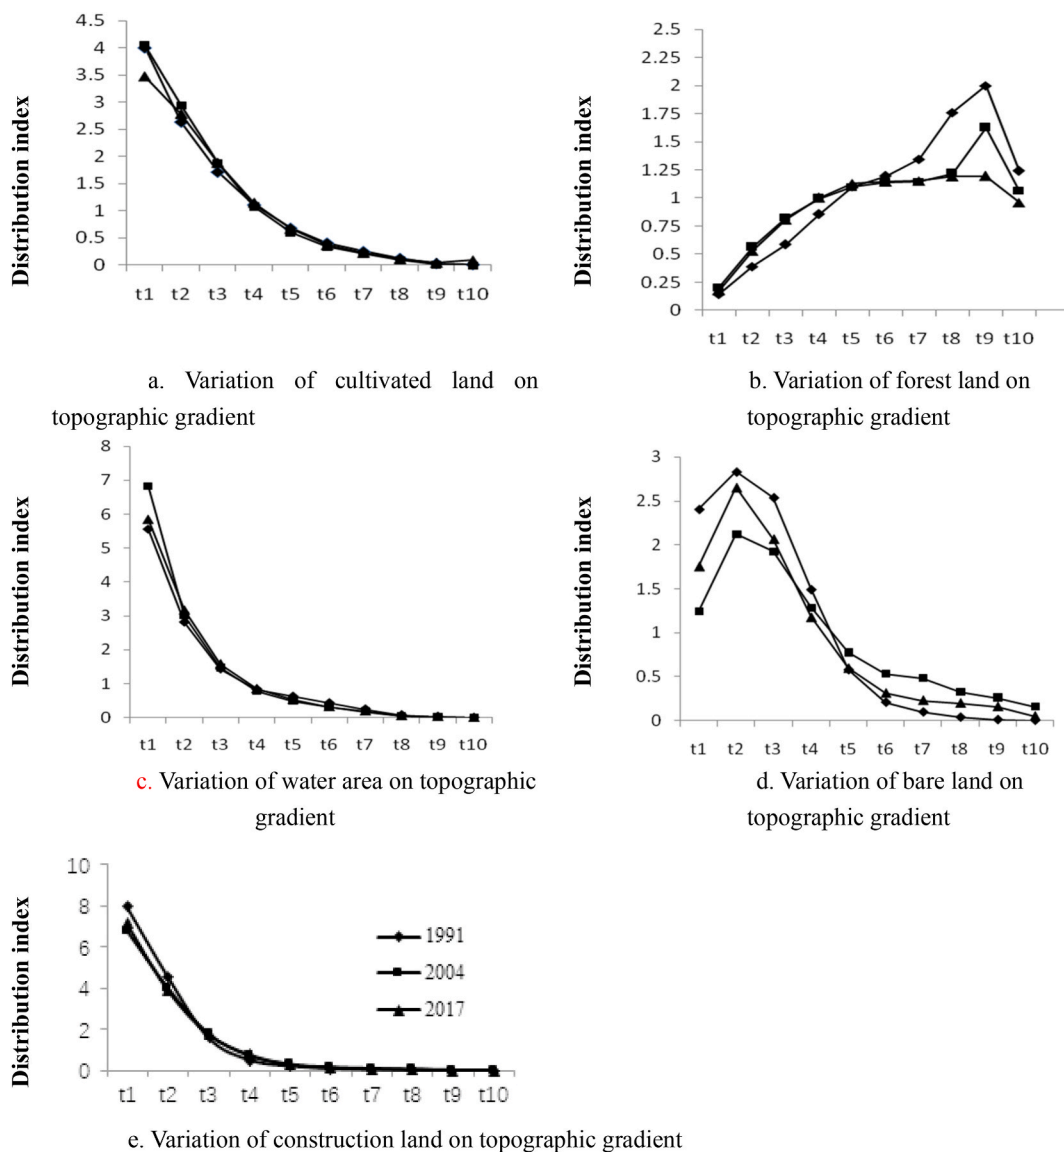 4.5
4
3.5
3
2.5
2
1.5
1
0.5
0
Distribution index
t1 t2 t3 t4 t5 t6 t7 t8 t9 t10
a. Variation of cultivated land on
topographic gradient
2.5
2.25
2
1.75
1.5
1.25
1
0.75
0.5
0.25
0
Distribution index
t1 t2 t3 t4 t5 t6 t7 t8 t9 t10
b. Variation of forest land on
topographic gradient
8
7
6
5
4
3
2
1
0
Distribution index
t1 t2 t3 t4 t5 t6 t7 t8 t9 t10
c. Variation of water area on topographic
gradient
3
2.5
2
1.5
1
0.5
0
Distribution index
t1 t2 t3 t4 t5 t6 t7 t8 t9 t10
d. Variation of bare land on
topographic gradient
10
8
6
4
2
0
Distribution index
1991
2004
2017
t1 t2 t3 t4 t5 t6 t7 t8 t9 t10
e. Variation of construction land on topographic gradient